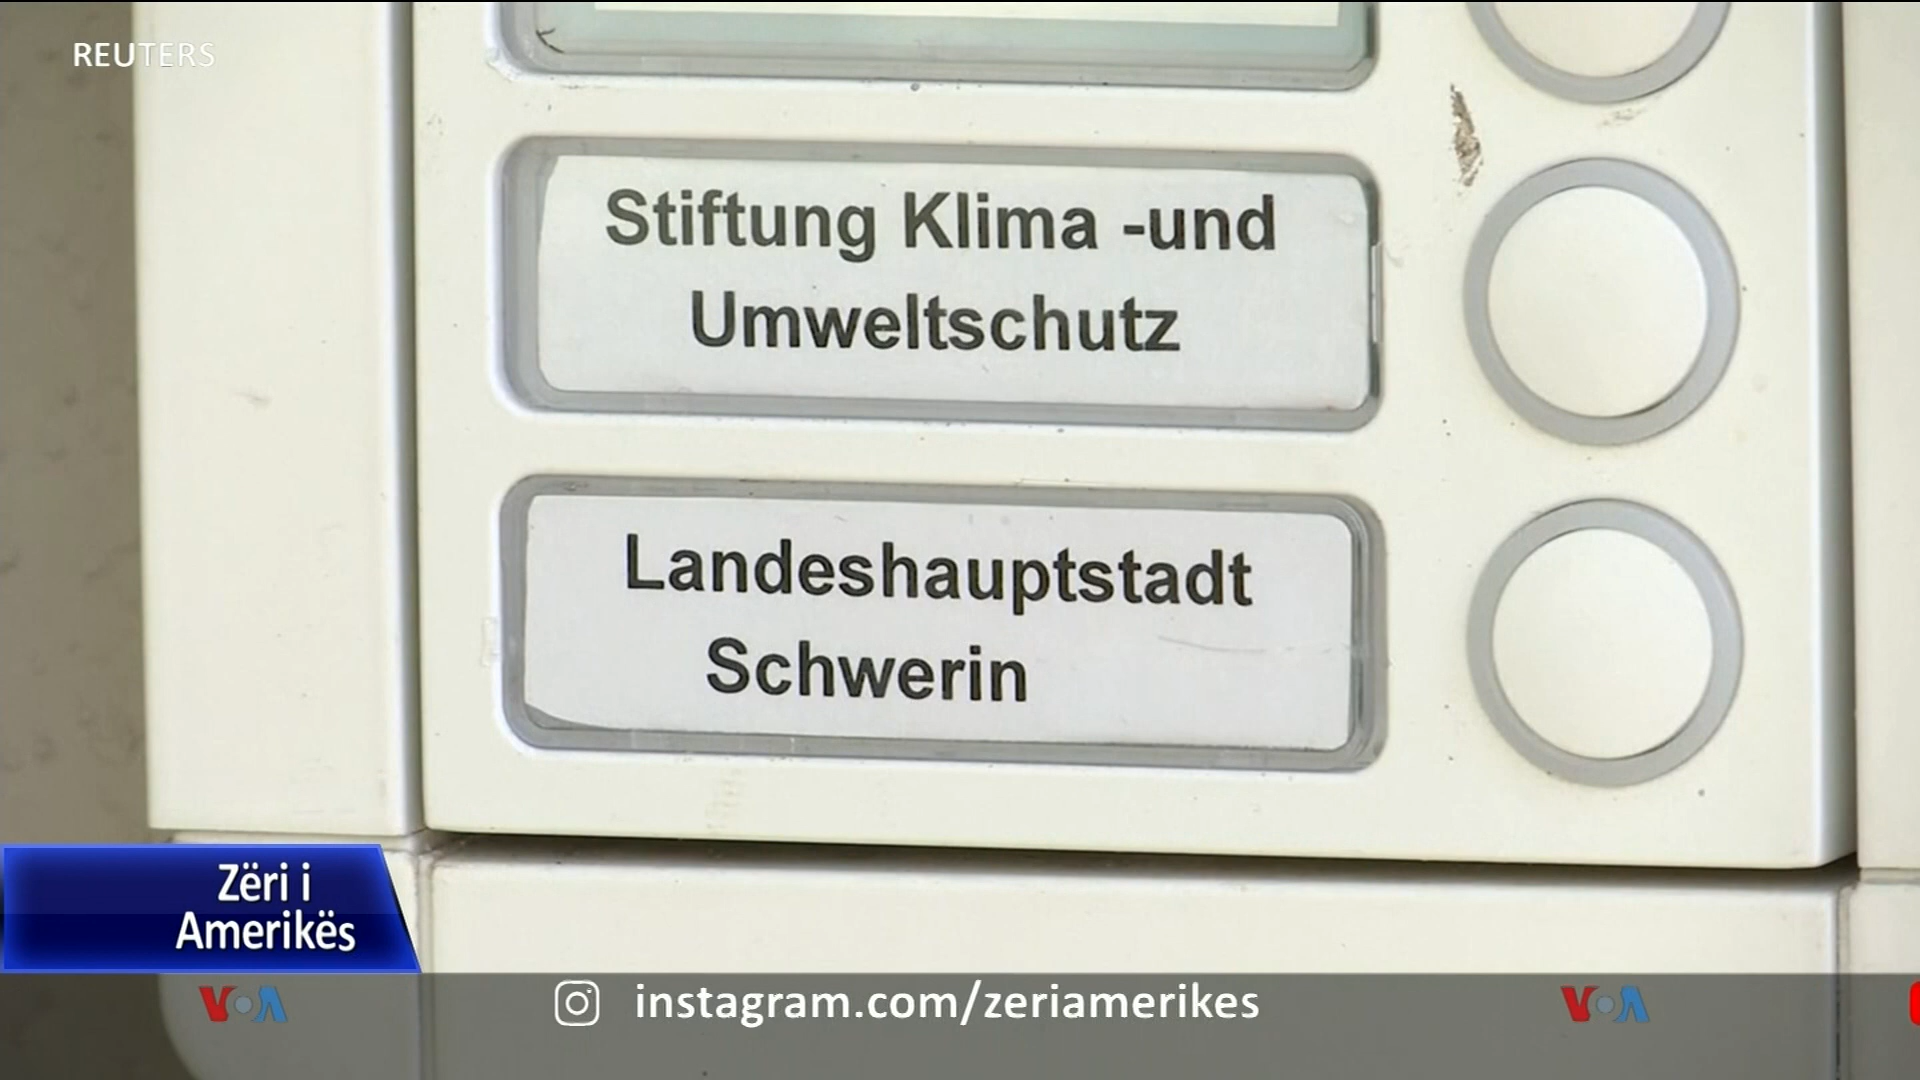 REUTERS
Stiftung Klima -und
Umweltschutz
Landeshauptstadt
Schwerin
Zëri i
Amerikës
VOA
instagram.com/zeriamerikes
VOA